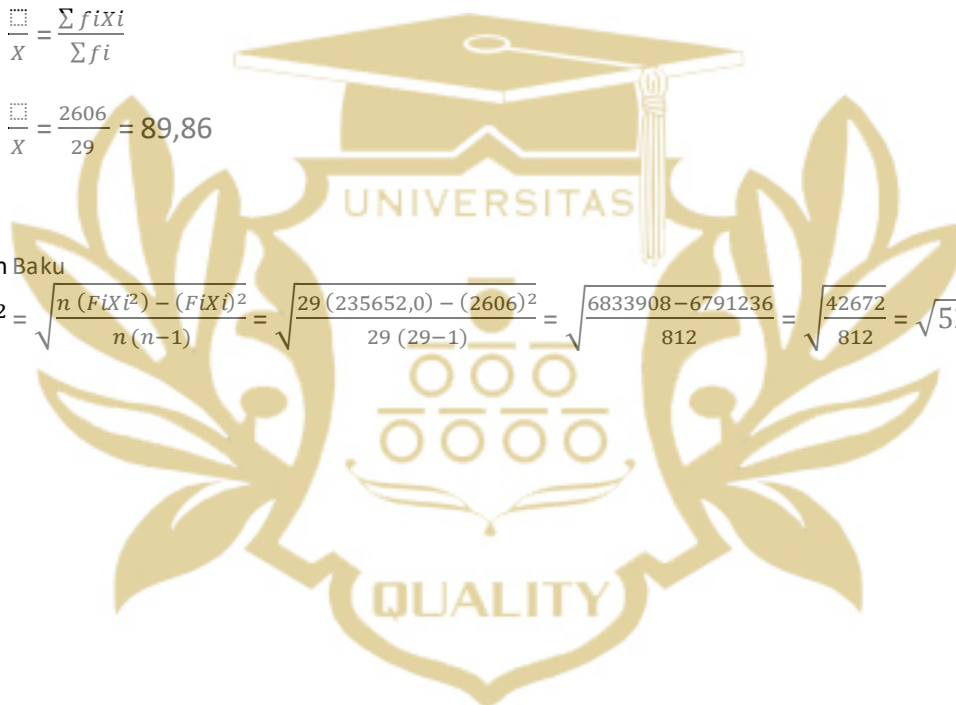 X = ∑ fiXi / ∑ fi
X = 2606 / 29 = 89,86
UNIVERSITAS
Baku
2 = √(n (FiXi²) − (FiXi)² / n (n−1)) = √(29 (235652,0) − (2606)² / 29 (29−1)) = √(6833908−6791236 / 812) = √(42672 / 812) = √
QUALITY